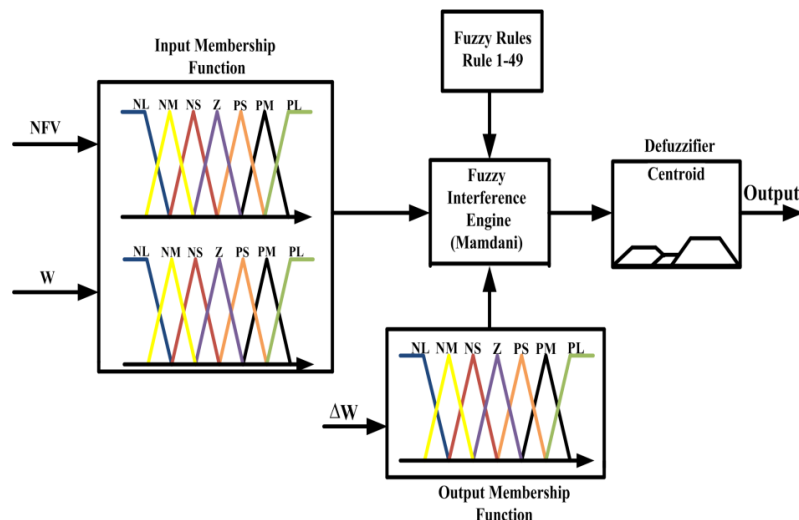 Input Membership
Function
NL NM NS Z PS PM PL
NFV
NL NM NS Z PS PM PL
W
Fuzzy Rules
Rule 1-49
Fuzzy
Interference
Engine
(Mamdani)
Defuzzifier
Centroid
Output
NL NM NS Z PS PM PL
ΔW
Output Membership
Function